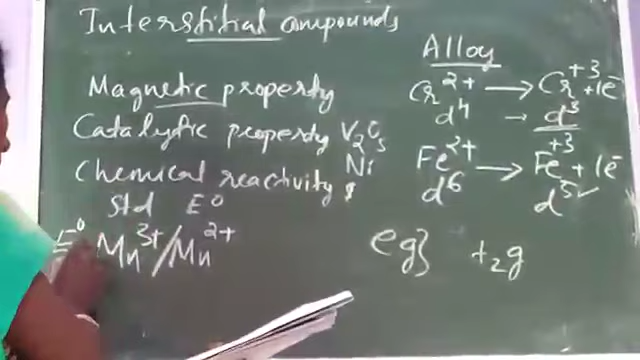 Interstitial compounds
Magnetic property
Catalytic property V₂O₅
Ni
Chemical reactivity
Std E⁰
E⁰ Mn³⁺/Mn²⁺
Alloy
Cr²⁺ → Cr⁺³ + 1e⁻
d⁴ → d³
Fe²⁺ → Fe⁺³ + 1e⁻
d⁶ d⁵ ✓
eg} t₂g